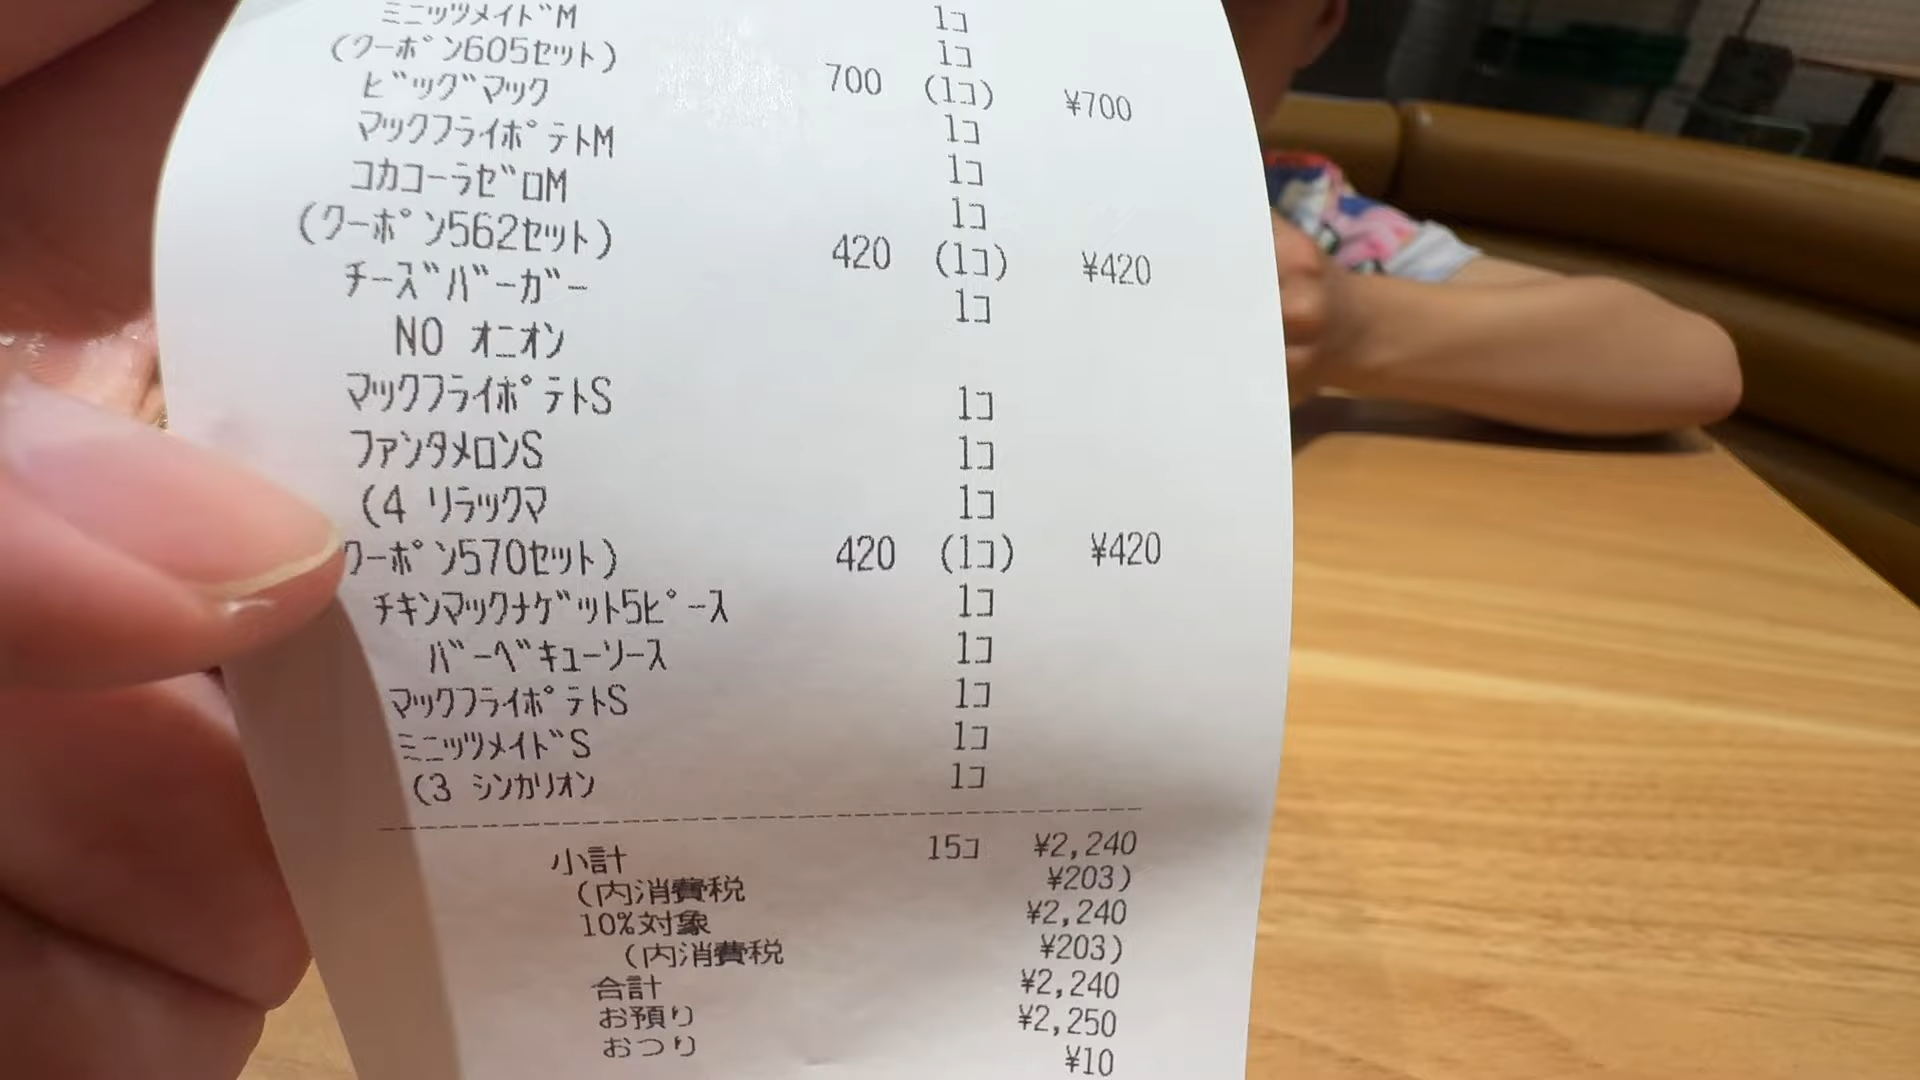 ミニッツメイドM 1コ
(クーポン605セット) 1コ
ビッグマック 700 (1コ) ¥700
マックフライポテトM 1コ
コカコーラゼロM 1コ
(クーポン562セット) 1コ
チーズバーガー 420 (1コ) ¥420
NO オニオン 1コ
マックフライポテトS 1コ
ファンタメロンS 1コ
(4 リラックマ 1コ
クーポン570セット) 420 (1コ) ¥420
チキンマックナゲット5ピース 1コ
バーベキューソース 1コ
マックフライポテトS 1コ
ミニッツメイドS 1コ
(3 シンカリオン 1コ
小計 15コ ¥2,240
(内消費税 ¥203)
10%対象 ¥2,240
(内消費税 ¥203)
合計 ¥2,240
お預り ¥2,250
おつり ¥10